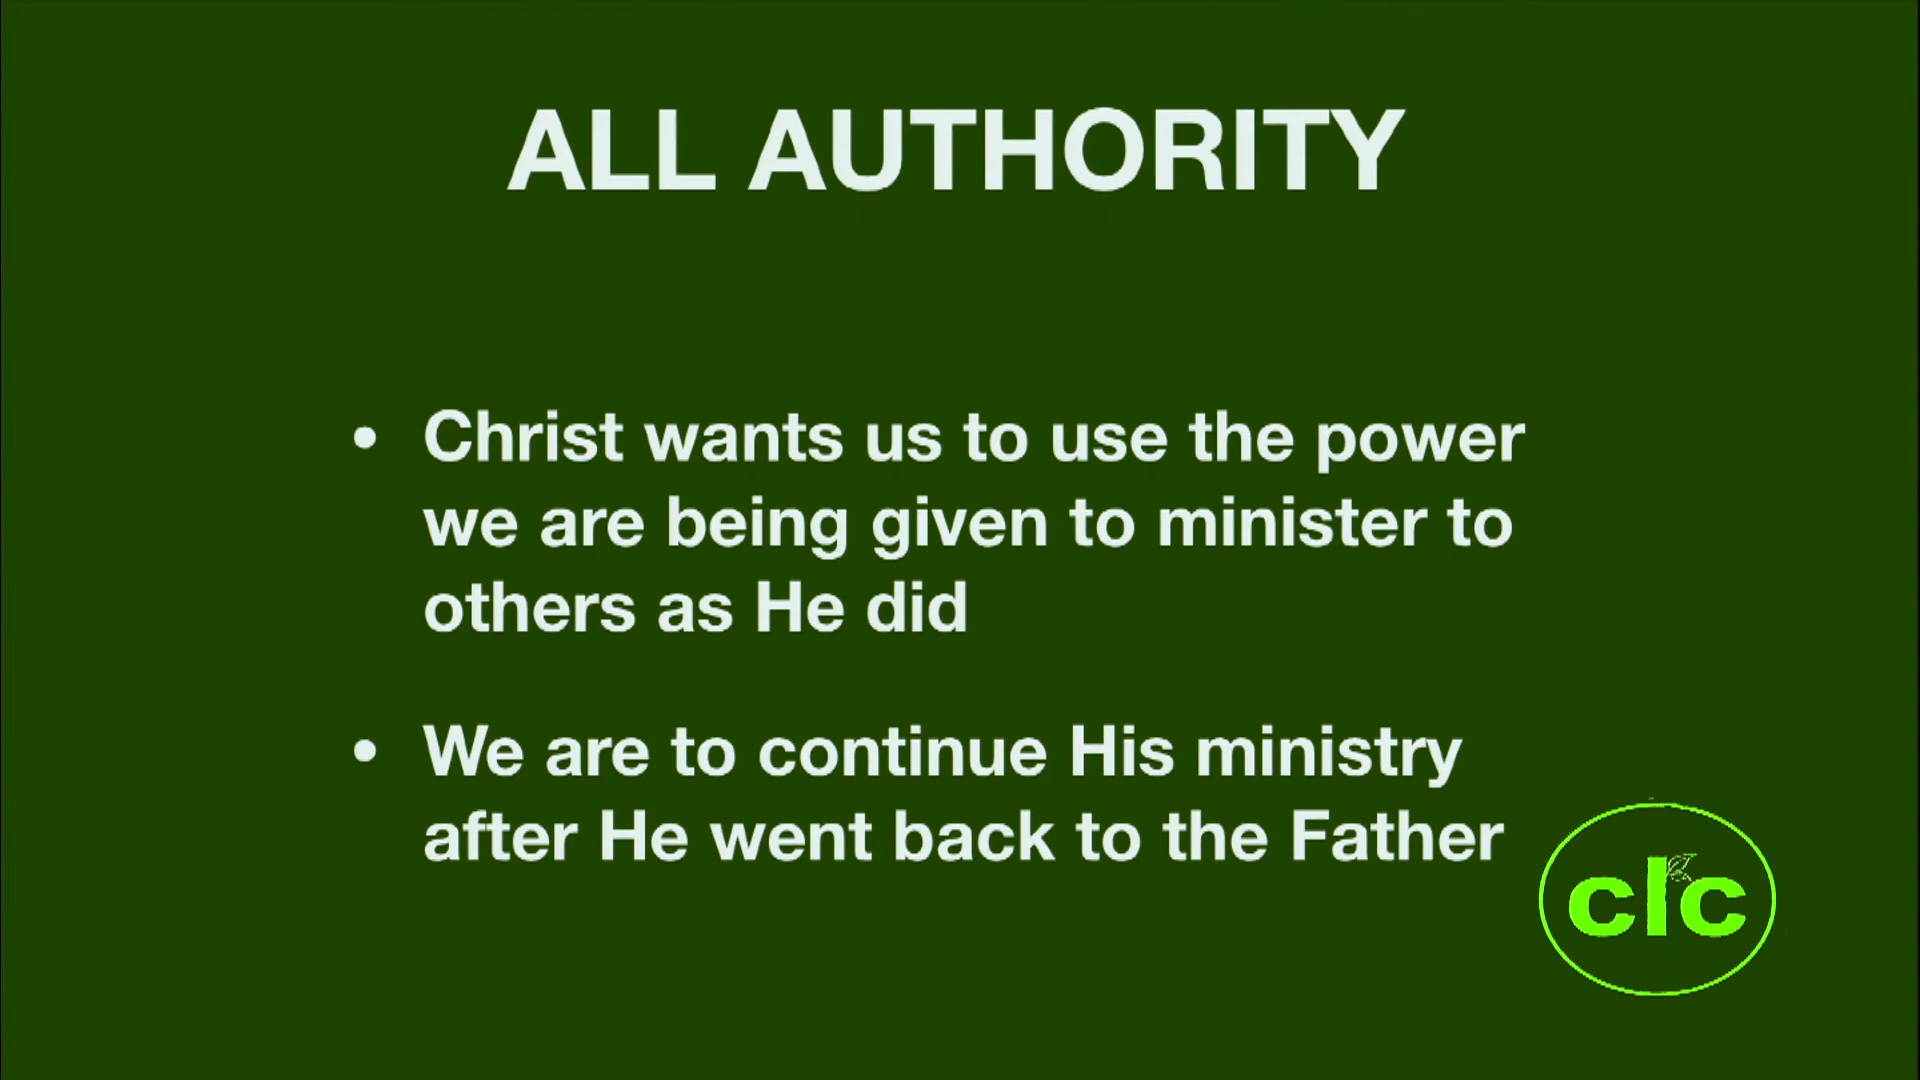 ALL AUTHORITY
• Christ wants us to use the power
we are being given to minister to
others as He did
• We are to continue His ministry
after He went back to the Father
clc